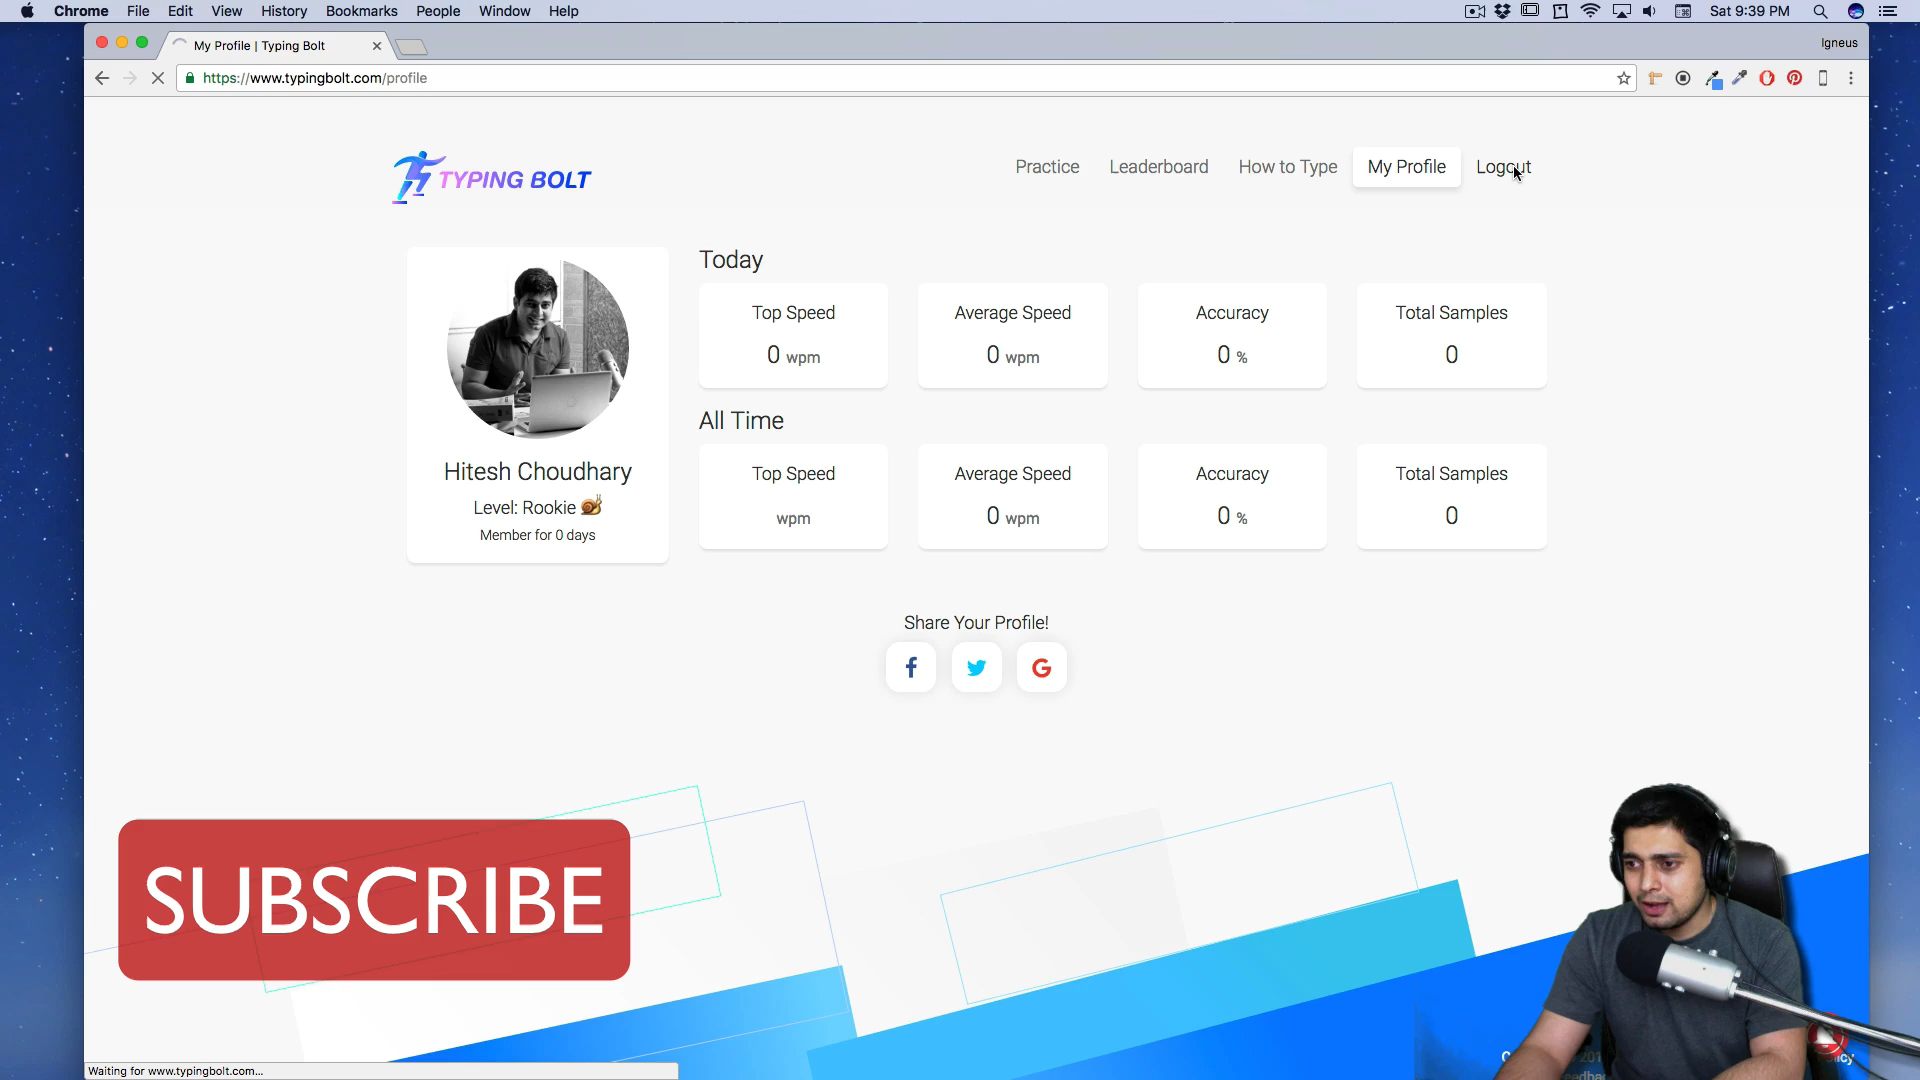 Chrome File Edit View History Bookmarks People Window Help Sat 9:39 PM
My Profile | Typing Bolt Igneus
https://www.typingbolt.com/profile
TYPING BOLT
Practice Leaderboard How to Type My Profile Logout
Today
Top Speed Average Speed Accuracy Total Samples
0 wpm 0 wpm 0 % 0
All Time
Top Speed Average Speed Accuracy Total Samples
wpm 0 wpm 0 % 0
Hitesh Choudhary
Level: Rookie
Member for 0 days
Share Your Profile!
SUBSCRIBE
Waiting for www.typingbolt.com...